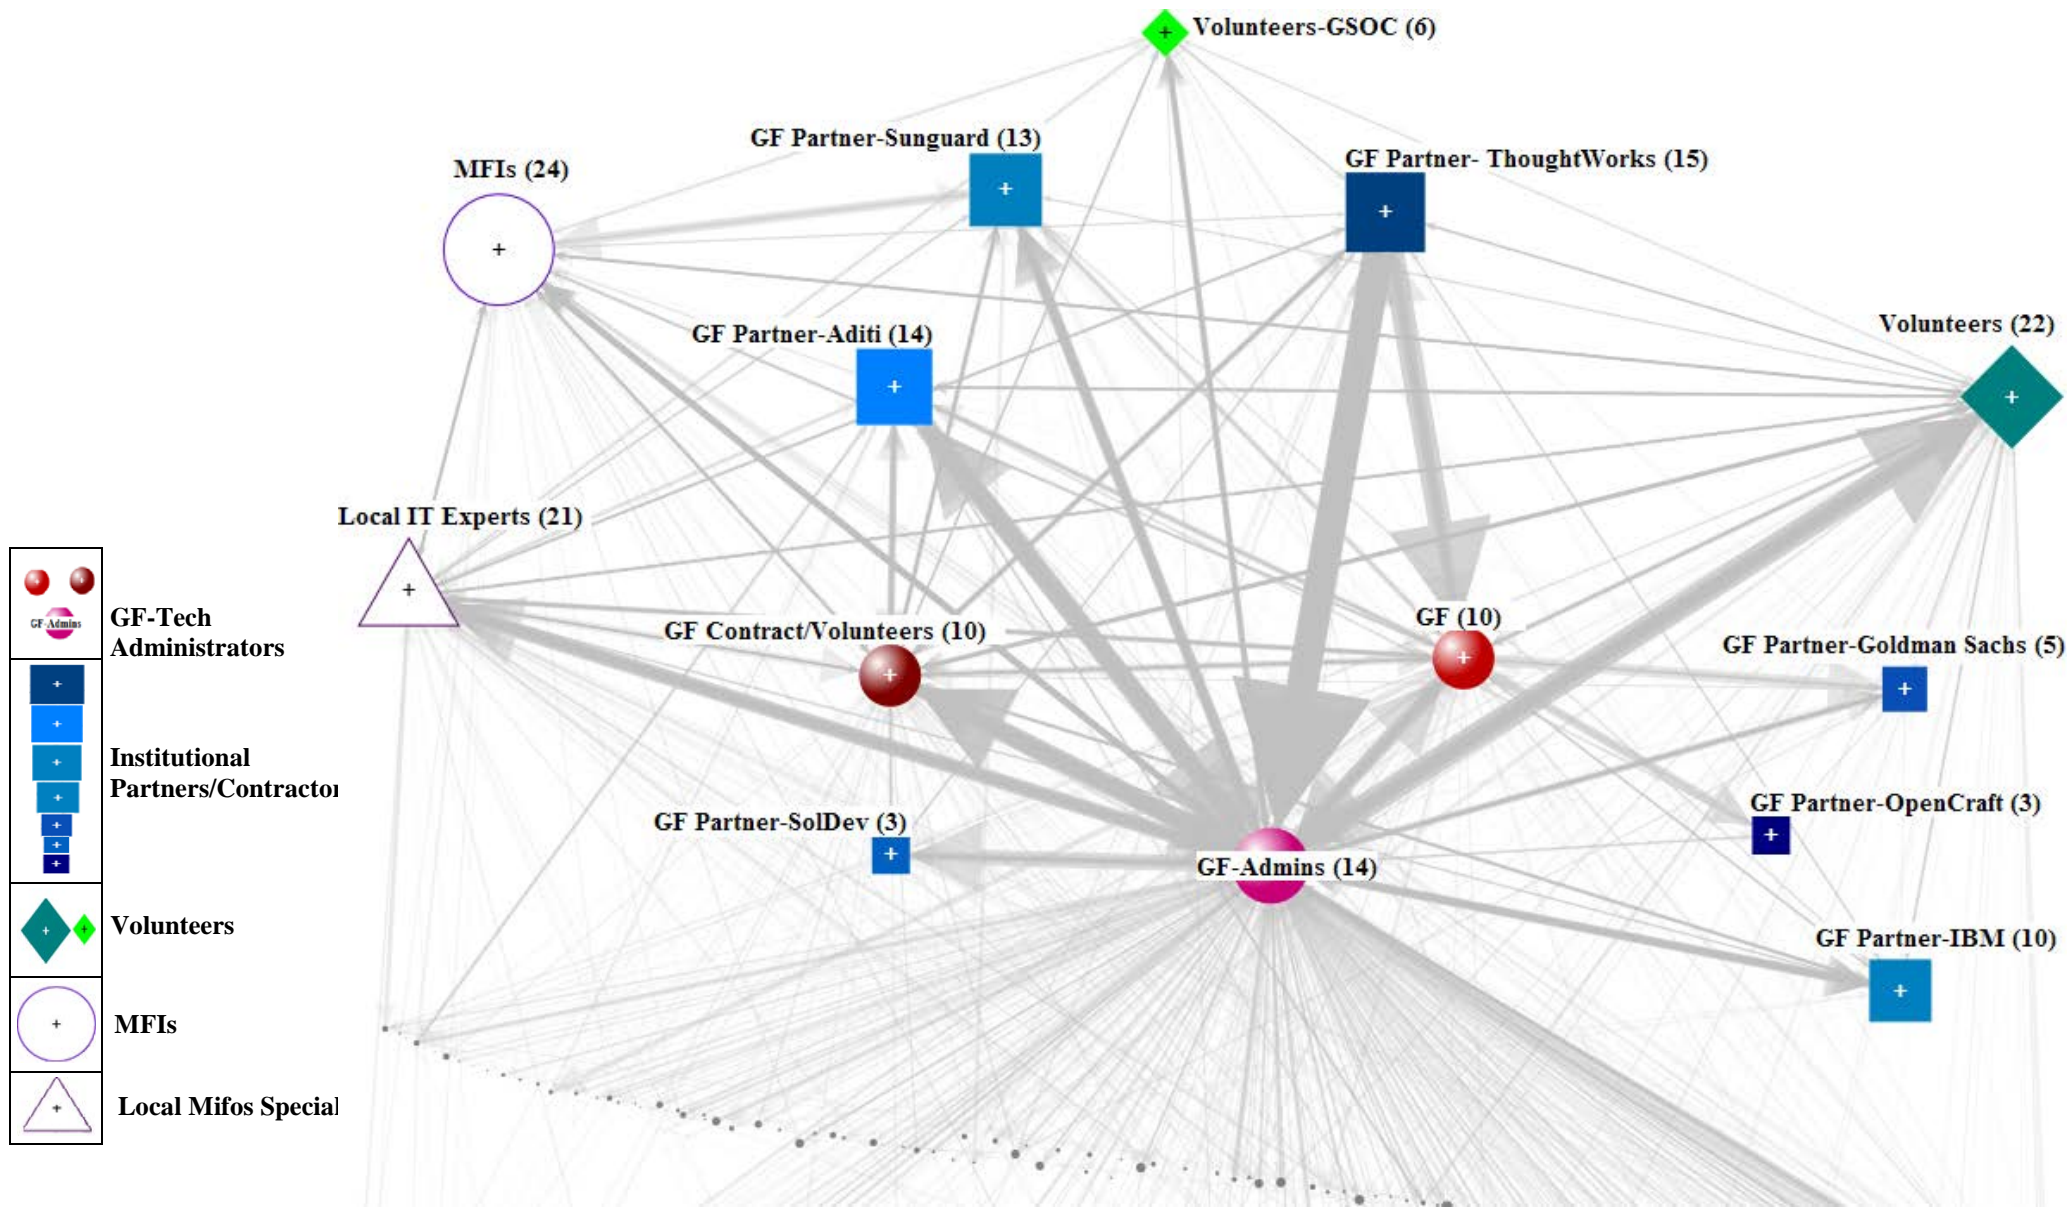 Volunteers-GSOC (6)
GF Partner-Sunguard (13)
GF Partner- ThoughtWorks (15)
MFIs (24)
GF Partner-Aditi (14)
Volunteers (22)
Local IT Experts (21)
GF Contract/Volunteers (10)
GF (10)
GF Partner-Goldman Sachs (5)
GF Partner-SolDev (3)
GF Partner-OpenCraft (3)
GF-Admins (14)
GF Partner-IBM (10)
GF-Admins
GF-Tech
Administrators
Institutional
Partners/Contractor
Volunteers
MFIs
Local Mifos Special